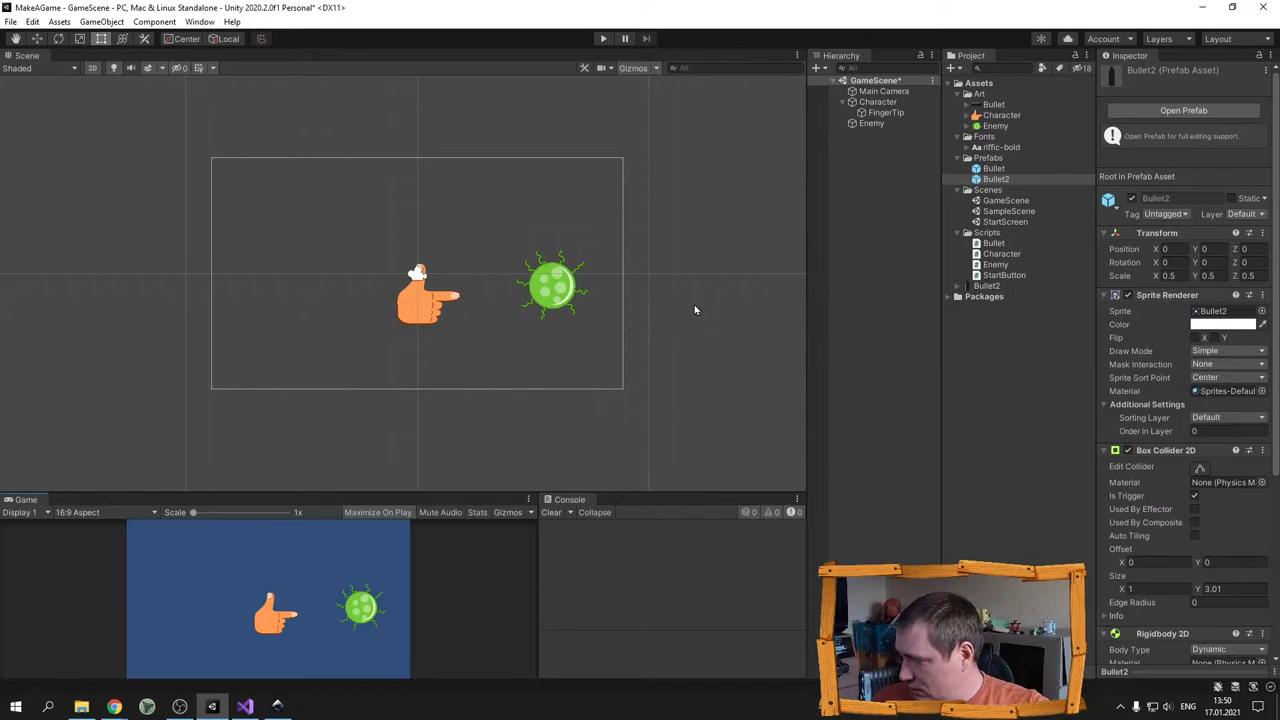 MakeAGame - GameScene - PC, Mac & Linux Standalone - Unity 2020.2.0f1 Personal* <DX11>
File Edit Assets GameObject Component Window Help
Center Local Account Layers Layout
Scene
Shaded 2D 0 Gizmos All
Hierarchy
All
GameScene*
Main Camera
Character
FingerTip
Enemy
Project
18
Assets
Art
Bullet
Character
Enemy
Fonts
Aa riffic-bold
Prefabs
Bullet
Bullet2
Scenes
GameScene
SampleScene
StartScreen
Scripts
Bullet
Character
Enemy
StartButton
Bullet2
Packages
Inspector
Bullet2 (Prefab Asset)
Open Prefab
Open Prefab for full editing support.
Root in Prefab Asset
Bullet2 Static
Tag Untagged Layer Default
Transform
Position X 0 Y 0 Z 0
Rotation X 0 Y 0 Z 0
Scale X 0.5 Y 0.5 Z 0.5
Sprite Renderer
Sprite Bullet2
Color
Flip X Y
Draw Mode Simple
Mask Interaction None
Sprite Sort Point Center
Material Sprites-Defaul
Additional Settings
Sorting Layer Default
Order in Layer 0
Box Collider 2D
Edit Collider
Material None (Physics M
Is Trigger
Used By Effector
Used By Composite
Auto Tiling
Offset
X 0 Y 0
Size
X 1 Y 3.01
Edge Radius 0
Info
Rigidbody 2D
Body Type Dynamic
Material None (Physics M
Bullet2
Game
Display 1 16:9 Aspect Scale 1x Maximize On Play Mute Audio Stats Gizmos
Console
Clear Collapse 0 0 0
ENG 13:50
17.01.2021